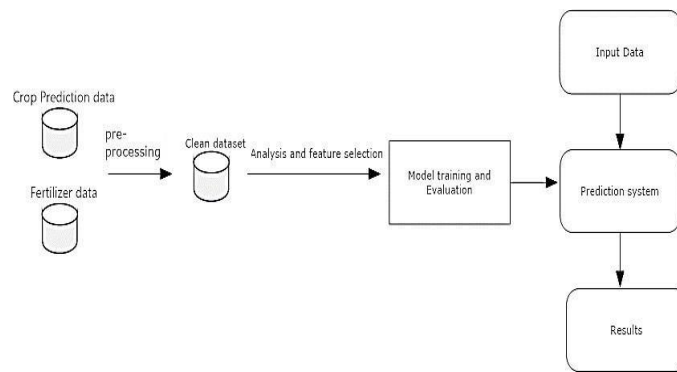 Crop Prediction data
Fertilizer data
pre-
processing
Clean dataset
Analysis and feature selection
Model training and
Evaluation
Input Data
Prediction system
Results